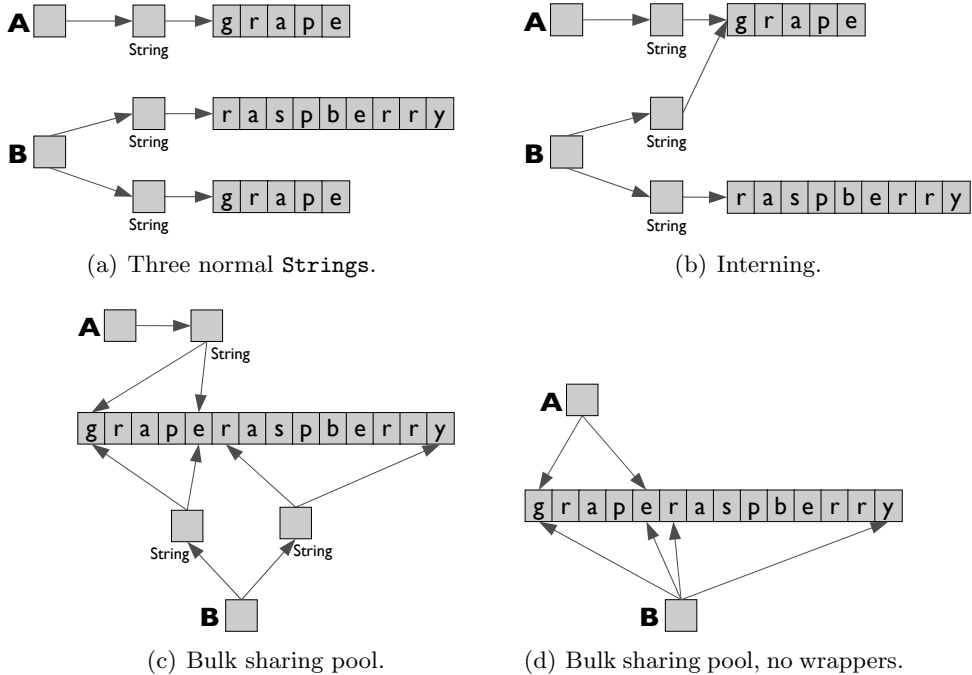 A
String
g r a p e
B
String
r a s p b e r r y
String
g r a p e
(a) Three normal Strings.
A
String
g r a p e
B
String
String
r a s p b e r r y
(b) Interning.
A
String
g r a p e r a s p b e r r y
String
String
B
(c) Bulk sharing pool.
A
g r a p e r a s p b e r r y
B
(d) Bulk sharing pool, no wrappers.